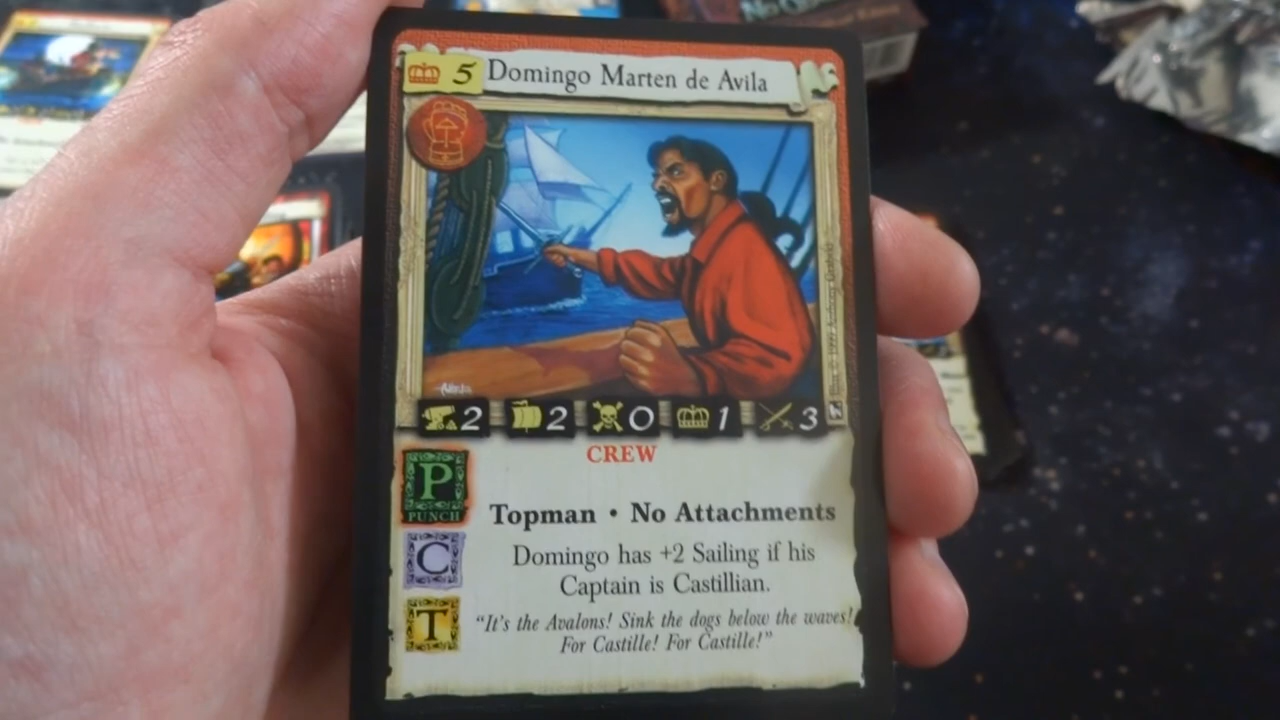 5 Domingo Marten de Avila
2 2 0 1 3
CREW
P
PUNCH
Topman • No Attachments
C
Domingo has +2 Sailing if his
Captain is Castillian.
T
"It's the Avalons! Sink the dogs below the waves!
For Castille! For Castille!"